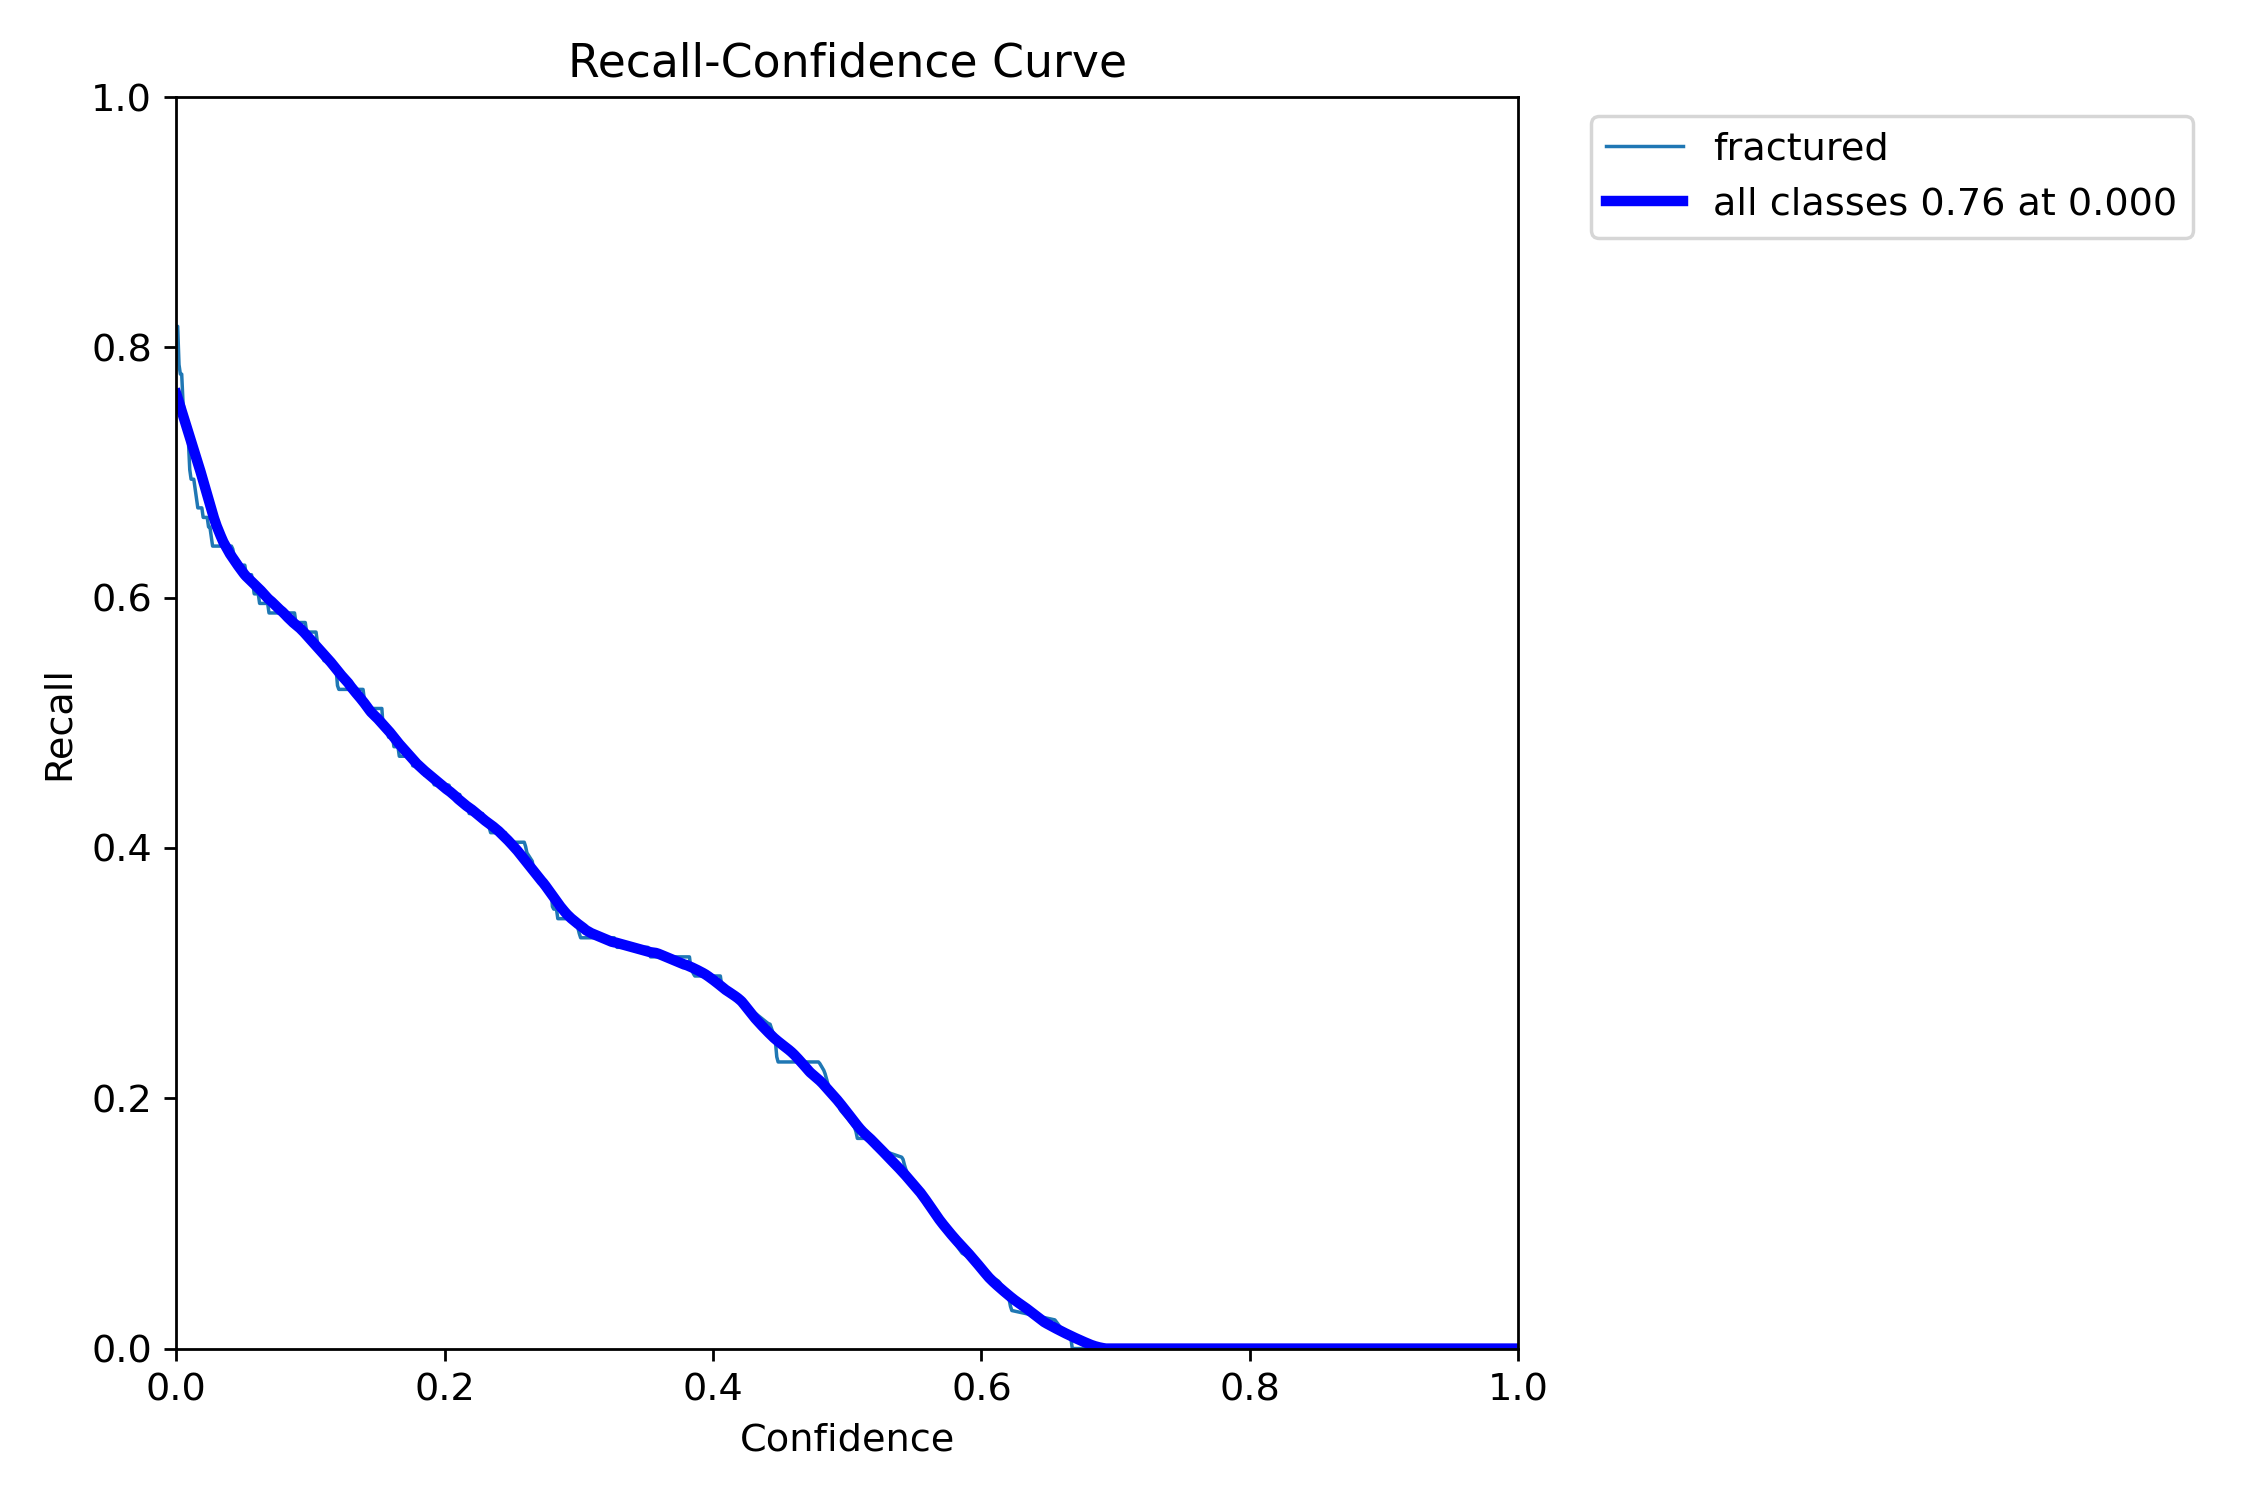 Recall-Confidence Curve
fractured
all classes 0.76 at 0.000
Recall
1.0
0.8
0.6
0.4
0.2
0.0
0.0 0.2 0.4 0.6 0.8 1.0
Confidence